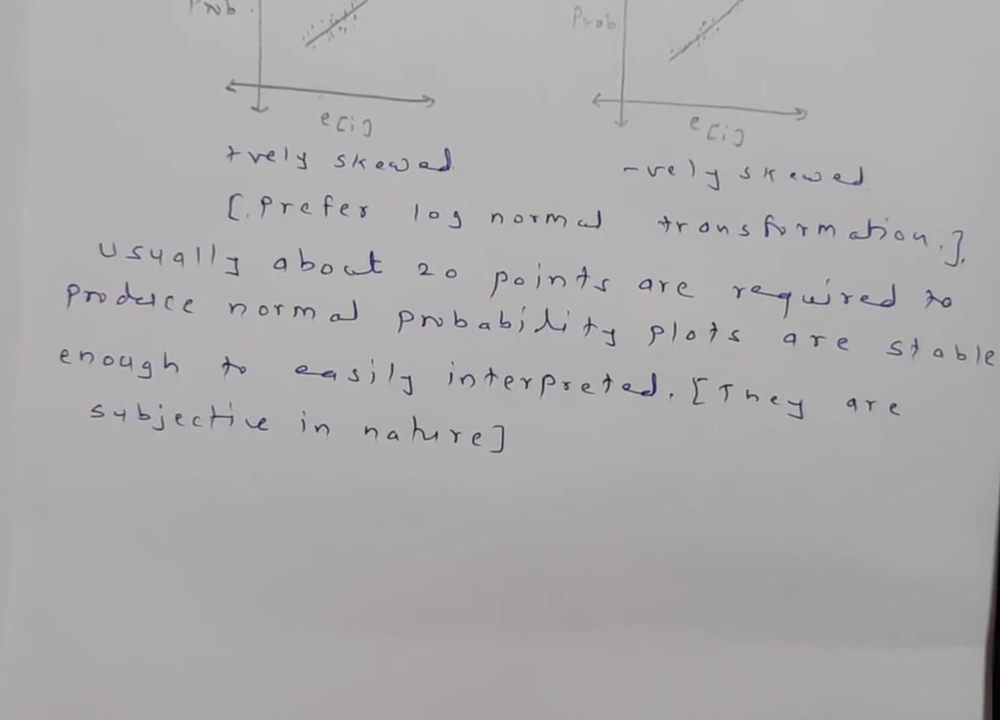 Prob. Prob
e[i] e[i]
+vely skewed -vely skewed
[.Prefer log normal transformation.].
Usually about 20 points are required to
produce normal probability plots are stable
enough to easily interpreted. [They are
subjective in nature]